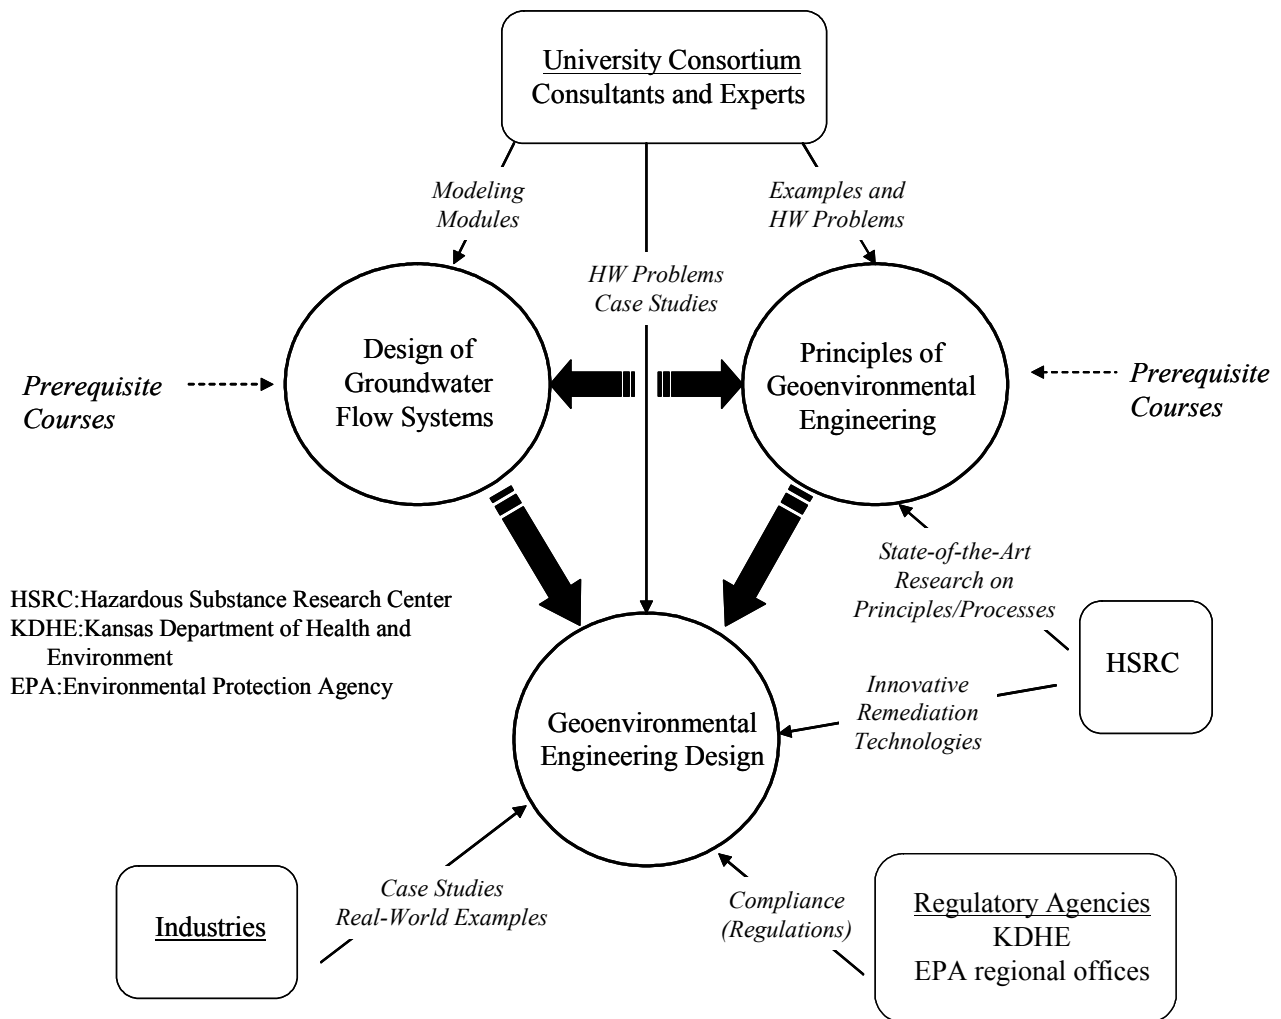 University Consortium
Consultants and Experts
Modeling
Modules
Examples and
HW Problems
HW Problems
Case Studies
Design of
Groundwater
Flow Systems
Principles of
Geoenvironmental
Engineering
Prerequisite
Courses
Prerequisite
Courses
State-of-the-Art
Research on
Principles/Processes
HSRC:Hazardous Substance Research Center
KDHE:Kansas Department of Health and
Environment
EPA:Environmental Protection Agency
HSRC
Innovative
Remediation
Technologies
Geoenvironmental
Engineering Design
Case Studies
Real-World Examples
Industries
Compliance
(Regulations)
Regulatory Agencies
KDHE
EPA regional offices